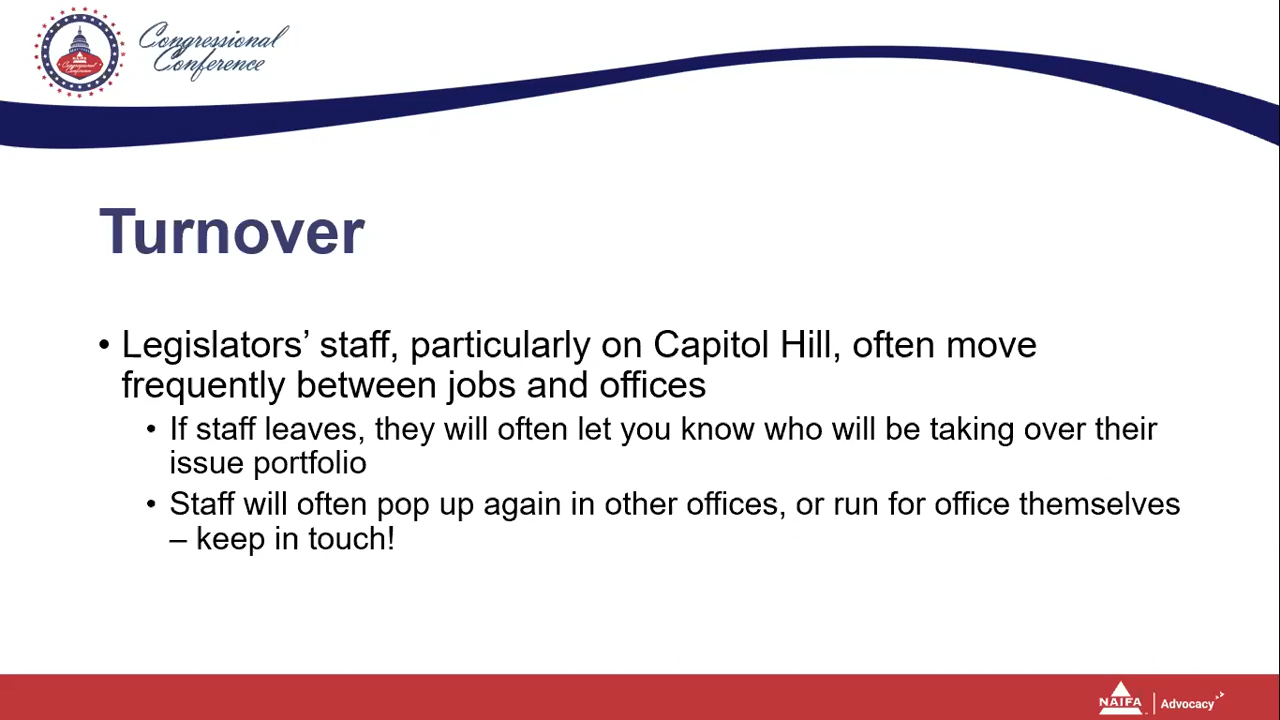 Congressional
Conference
Turnover
• Legislators’ staff, particularly on Capitol Hill, often move
frequently between jobs and offices
• If staff leaves, they will often let you know who will be taking over their
issue portfolio
• Staff will often pop up again in other offices, or run for office themselves
– keep in touch!
NAIFA
Advocacy